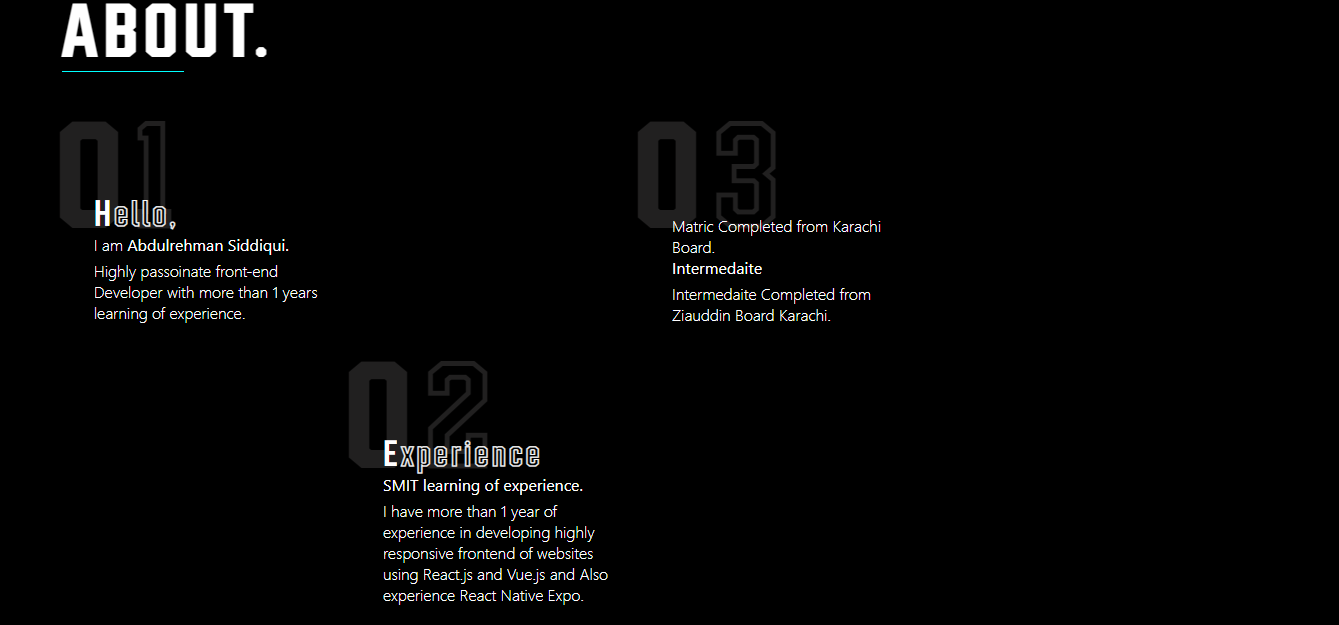 ABOUT.
01
Hello,
I am Abdulrehman Siddiqui.
Highly passoinate front-end
Developer with more than 1 years
learning of experience.
02
Experience
SMIT learning of experience.
I have more than 1 year of
experience in developing highly
responsive frontend of websites
using React.js and Vue.js and Also
experience React Native Expo.
03
Matric Completed from Karachi
Board.
Intermedaite
Intermedaite Completed from
Ziauddin Board Karachi.